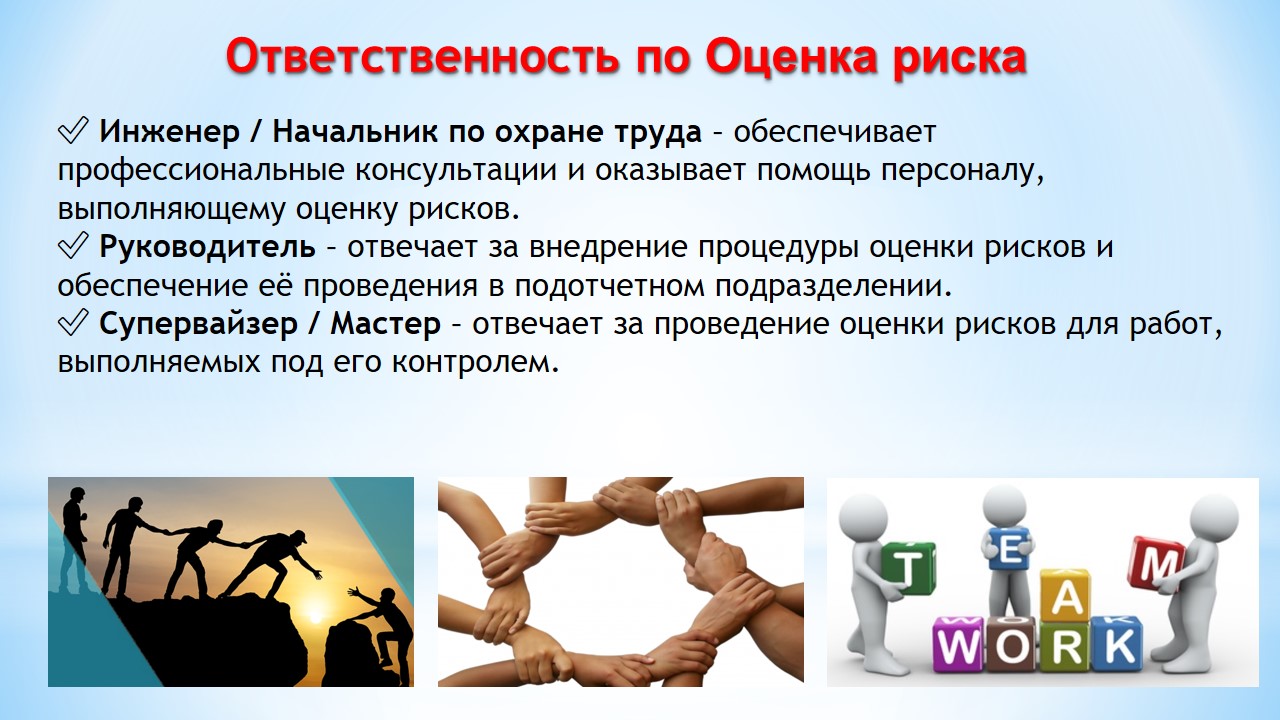 Ответственность по Оценка риска
✅ Инженер / Начальник по охране труда – обеспечивает
профессиональные консультации и оказывает помощь персоналу,
выполняющему оценку рисков.
✅ Руководитель – отвечает за внедрение процедуры оценки рисков и
обеспечение её проведения в подотчетном подразделении.
✅ Супервайзер / Мастер – отвечает за проведение оценки рисков для работ,
выполняемых под его контролем.
T E A M
WORK